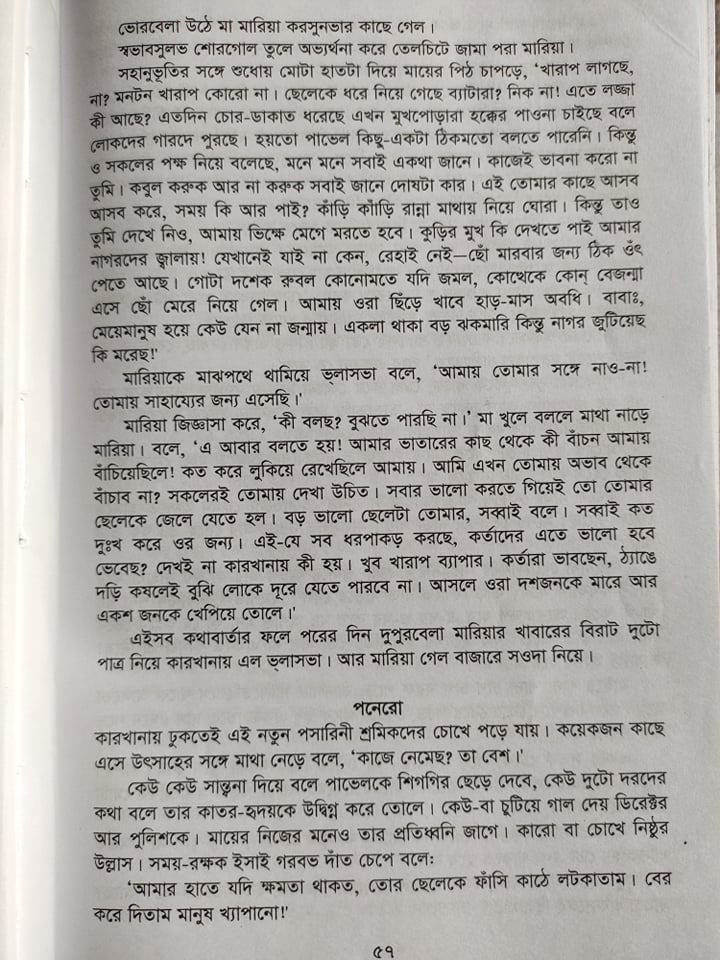 ভোরবেলা উঠে মা মারিয়া করসুনভার কাছে গেল।
স্বভাবসুলভ শোরগোল তুলে অভ্যর্থনা করে তেলচিটে জামা পরা মারিয়া।
সহানুভূতির সঙ্গে শুধোয় মোটা হাতটা দিয়ে মায়ের পিঠ চাপড়ে, ‘খারাপ লাগছে,
না? মনটন খারাপ কোরো না। ছেলেকে ধরে নিয়ে গেছে ব্যাটারা? নিক না! এতে লজ্জা
কী আছে? এতদিন চোর-ডাকাত ধরেছে এখন মুখপোড়ারা হক্কের পাওনা চাইছে বলে
লোকদের গারদে পুরছে। হয়তো পাভেল কিছু-একটা ঠিকমতো বলতে পারেনি। কিন্তু
ও সকলের পক্ষ নিয়ে বলেছে, মনে মনে সবাই একথা জানে। কাজেই ভাবনা করো না
তুমি। কবুল করুক আর না করুক সবাই জানে দোষটা কার। এই তোমার কাছে আসব
আসব করে, সময় কি আর পাই? কাঁড়ি কাঁাড়ি রান্না মাথায় নিয়ে ঘোরা। কিন্তু তাও
তুমি দেখে নিও, আমায় ভিক্ষে মেগে মরতে হবে। কুড়ির মুখ কি দেখতে পাই আমার
নাগরদের জ্বালায়! যেখানেই যাই না কেন, রেহাই নেই—ছোঁ মারবার জন্য ঠিক ওঁৎ
পেতে আছে। গোটা দশেক রুবল কোনোমতে যদি জমল, কোত্থেকে কোন্ বেজন্মা
এসে ছোঁ মেরে নিয়ে গেল। আমায় ওরা ছিঁড়ে খাবে হাড়-মাস অবধি। বাবাঃ,
মেয়েমানুষ হয়ে কেউ যেন না জন্মায়। একলা থাকা বড় ঝকমারি কিন্তু নাগর জুটিয়েছ
কি মরেছ!’
মারিয়াকে মাঝপথে থামিয়ে ভ্লাসভা বলে, ‘আমায় তোমার সঙ্গে নাও-না!
তোমায় সাহায্যের জন্য এসেছি।’
মারিয়া জিজ্ঞাসা করে, ‘কী বলছ? বুঝতে পারছি না।’ মা খুলে বললে মাথা নাড়ে
মারিয়া। বলে, ‘এ আবার বলতে হয়! আমার ভাতারের কাছ থেকে কী বাঁচন আমায়
বাঁচিয়েছিলে! কত করে লুকিয়ে রেখেছিলে আমায়। আমি এখন তোমায় অভাব থেকে
বাঁচাব না? সকলেরই তোমায় দেখা উচিত। সবার ভালো করতে গিয়েই তো তোমার
ছেলেকে জেলে যেতে হল। বড় ভালো ছেলেটা তোমার, সব্বাই বলে। সব্বাই কত
দুঃখ করে ওর জন্য। এই-যে সব ধরপাকড় করছে, কর্তাদের এতে ভালো হবে
ভেবেছ? দেখই না কারখানায় কী হয়। খুব খারাপ ব্যাপার। কর্তারা ভাবছেন, ঠ্যাঙে
দড়ি কষলেই বুঝি লোকে দূরে যেতে পারবে না। আসলে ওরা দশজনকে মারে আর
একশ জনকে খেপিয়ে তোলে।’
এইসব কথাবার্তার ফলে পরের দিন দুপুরবেলা মারিয়ার খাবারের বিরাট দুটো
পাত্র নিয়ে কারখানায় এল ভ্লাসভা। আর মারিয়া গেল বাজারে সওদা নিয়ে।
পনেরো
কারখানায় ঢুকতেই এই নতুন পসারিনী শ্রমিকদের চোখে পড়ে যায়। কয়েকজন কাছে
এসে উৎসাহের সঙ্গে মাথা নেড়ে বলে, ‘কাজে নেমেছ? তা বেশ।’
কেউ কেউ সান্ত্বনা দিয়ে বলে পাভেলকে শিগগির ছেড়ে দেবে, কেউ দুটো দরদের
কথা বলে তার কাতর-হৃদয়কে উদ্বিগ্ন করে তোলে। কেউ-বা চুটিয়ে গাল দেয় ডিরেক্টর
আর পুলিশকে। মায়ের নিজের মনেও তার প্রতিধ্বনি জাগে। কারো বা চোখে নিষ্ঠুর
উল্লাস। সময়-রক্ষক ইসাই গরবভ দাঁত চেপে বলে:
‘আমার হাতে যদি ক্ষমতা থাকত, তোর ছেলেকে ফাঁসি কাঠে লটকাতাম। বের
করে দিতাম মানুষ খ্যাপানো!’
৫৭